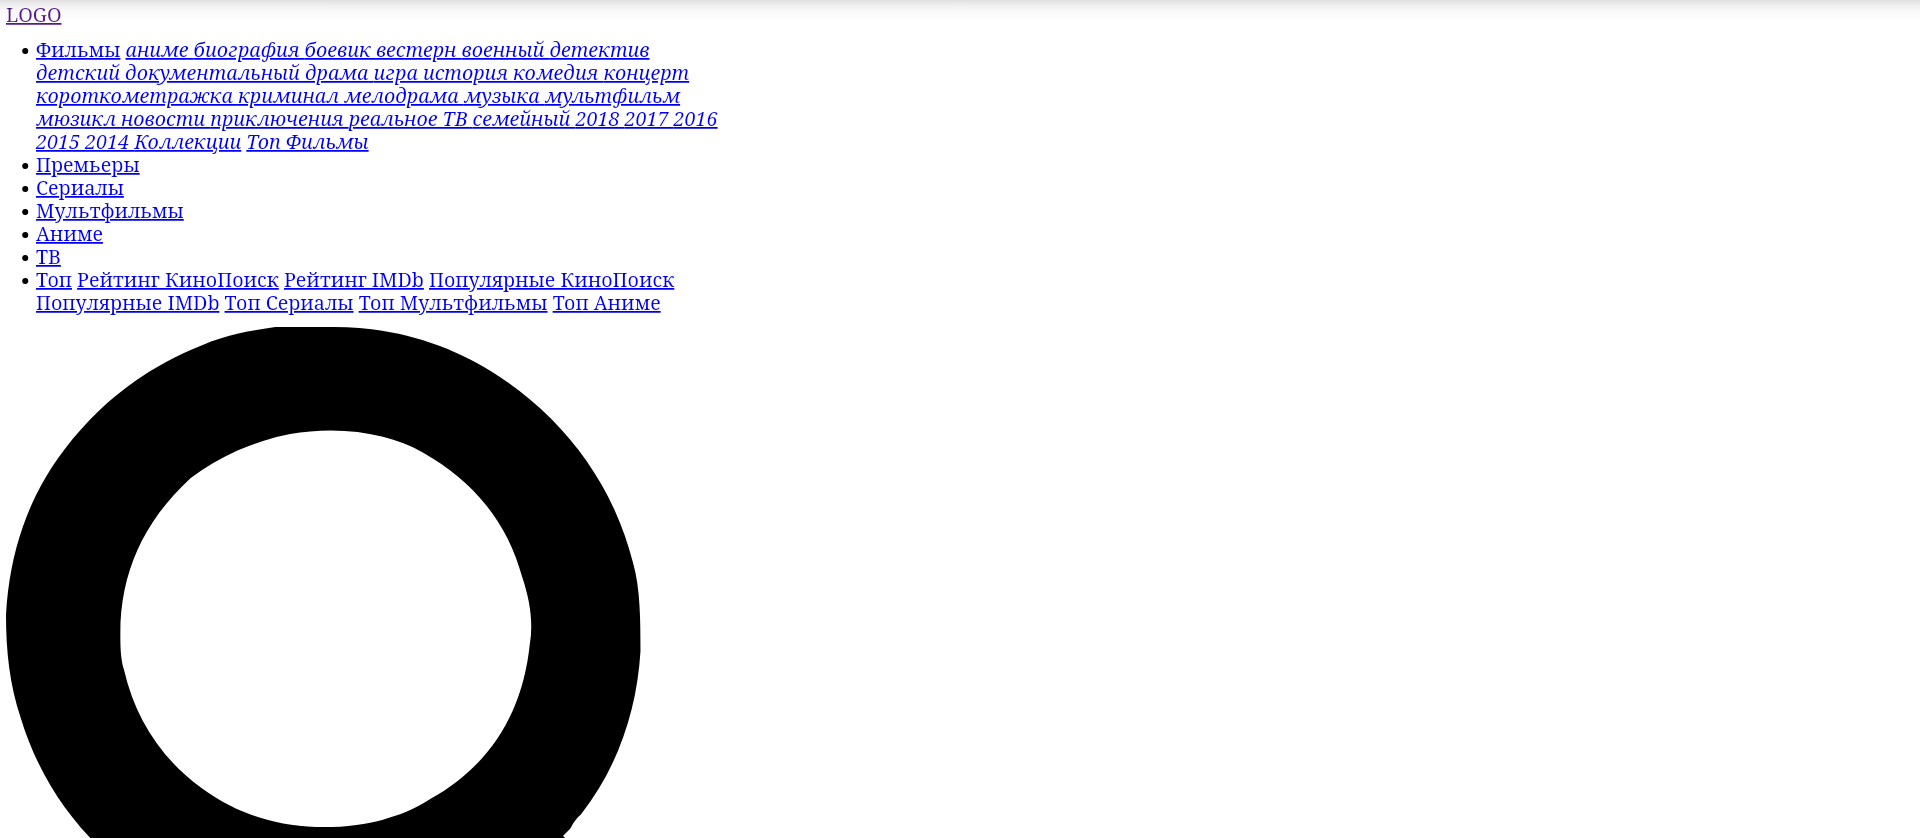 LOGO
Фильмы аниме биография боевик вестерн военный детектив
детский документальный драма игра история комедия концерт
короткометражка криминал мелодрама музыка мультфильм
мюзикл новости приключения реальное ТВ семейный 2018 2017 2016
2015 2014 Коллекции Топ Фильмы
Премьеры
Сериалы
Мультфильмы
Аниме
ТВ
Топ Рейтинг КиноПоиск Рейтинг IMDb Популярные КиноПоиск
Популярные IMDb Топ Сериалы Топ Мультфильмы Топ Аниме